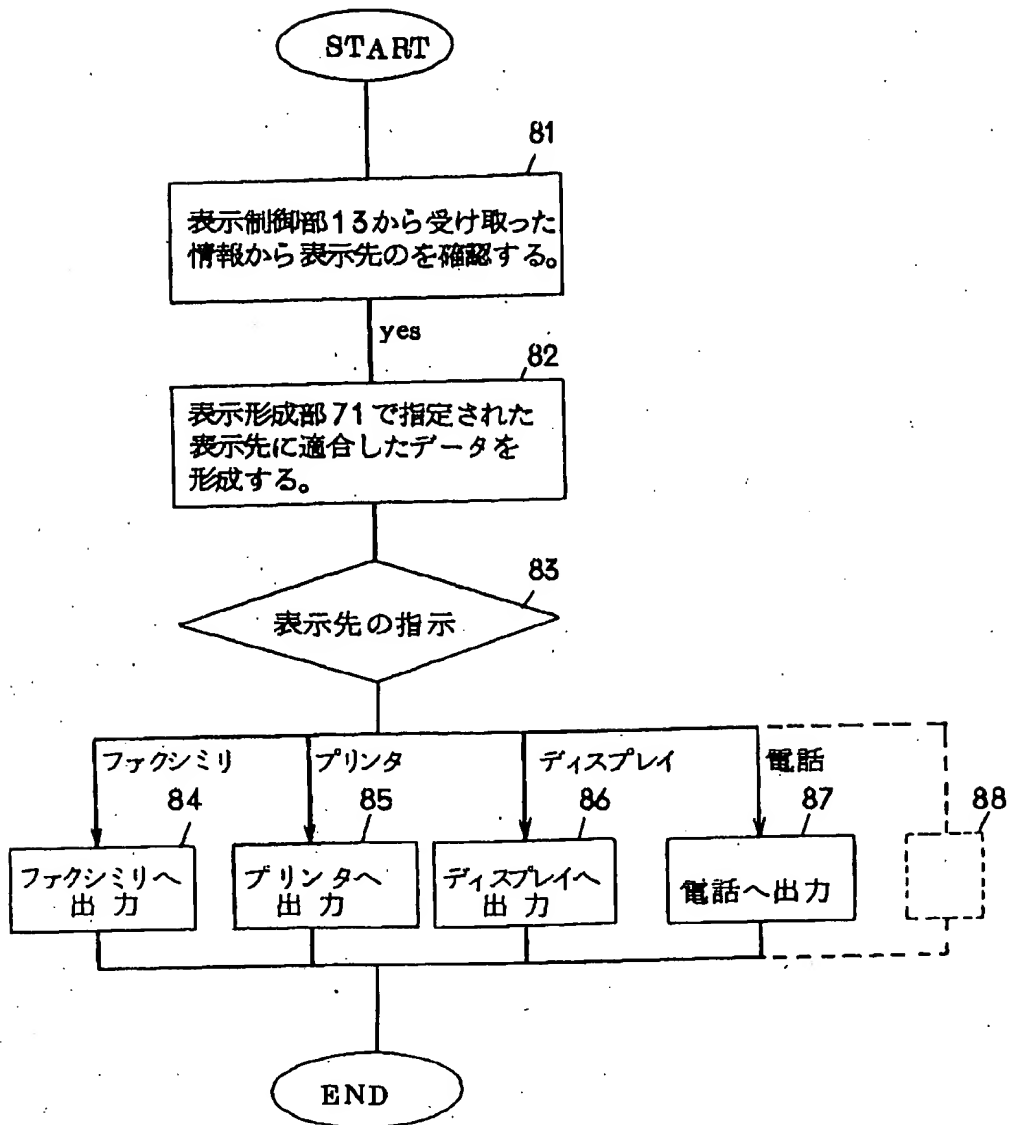 START
81
表示制御部13から受け取った
情報から表示先のを確認する。
yes
82
表示形成部71で指定された
表示先に適合したデータを
形成する。
83
表示先の指示
ファクシミリ
プリンタ
ディスプレイ
電話
84
85
86
87
88
ファクシミリへ
出力
プリンタへ
出力
ディスプレイへ
出力
電話へ出力
END